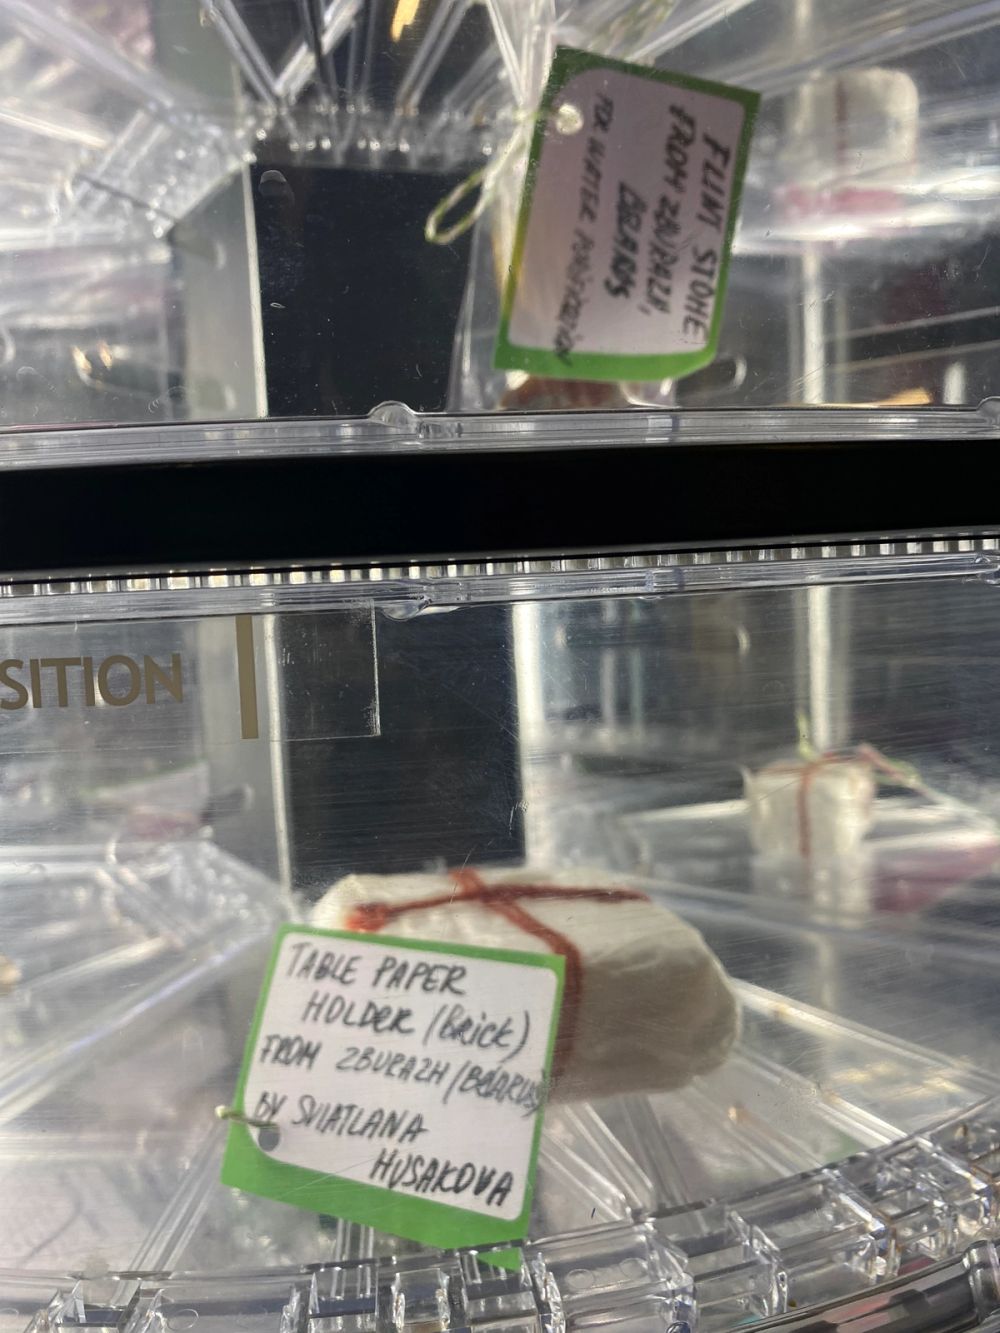 FLINT STONE
FROM ZBURAZH,
BELARUS
FOR WATER PURIFICATION
SITION
TABLE PAPER
HOLDER (BRICK)
FROM ZBURAZH (BELARUS)
BY SVIATLANA
HUSAKOVA